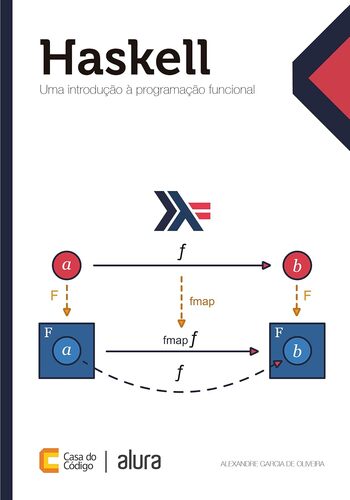 Haskell
Uma introdução à programação funcional
f
a
b
F
fmap
F
F
a
fmap f
F
b
f
Casa do
Código
alura
ALEXANDRE GARCIA DE OLIVEIRA